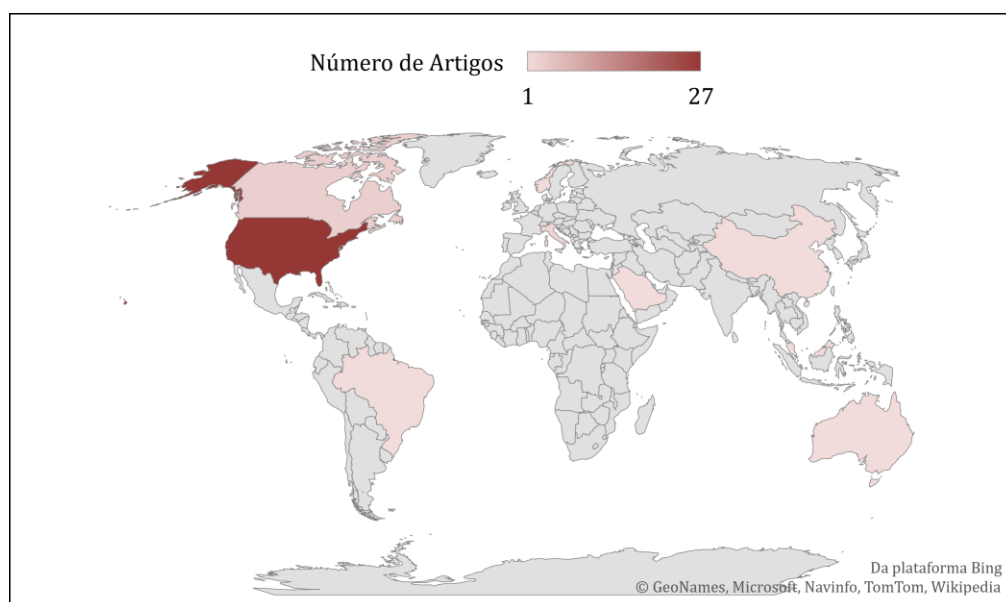 Número de Artigos
1 27
Da plataforma Bing
© GeoNames, Microsoft, Navinfo, TomTom, Wikipedia